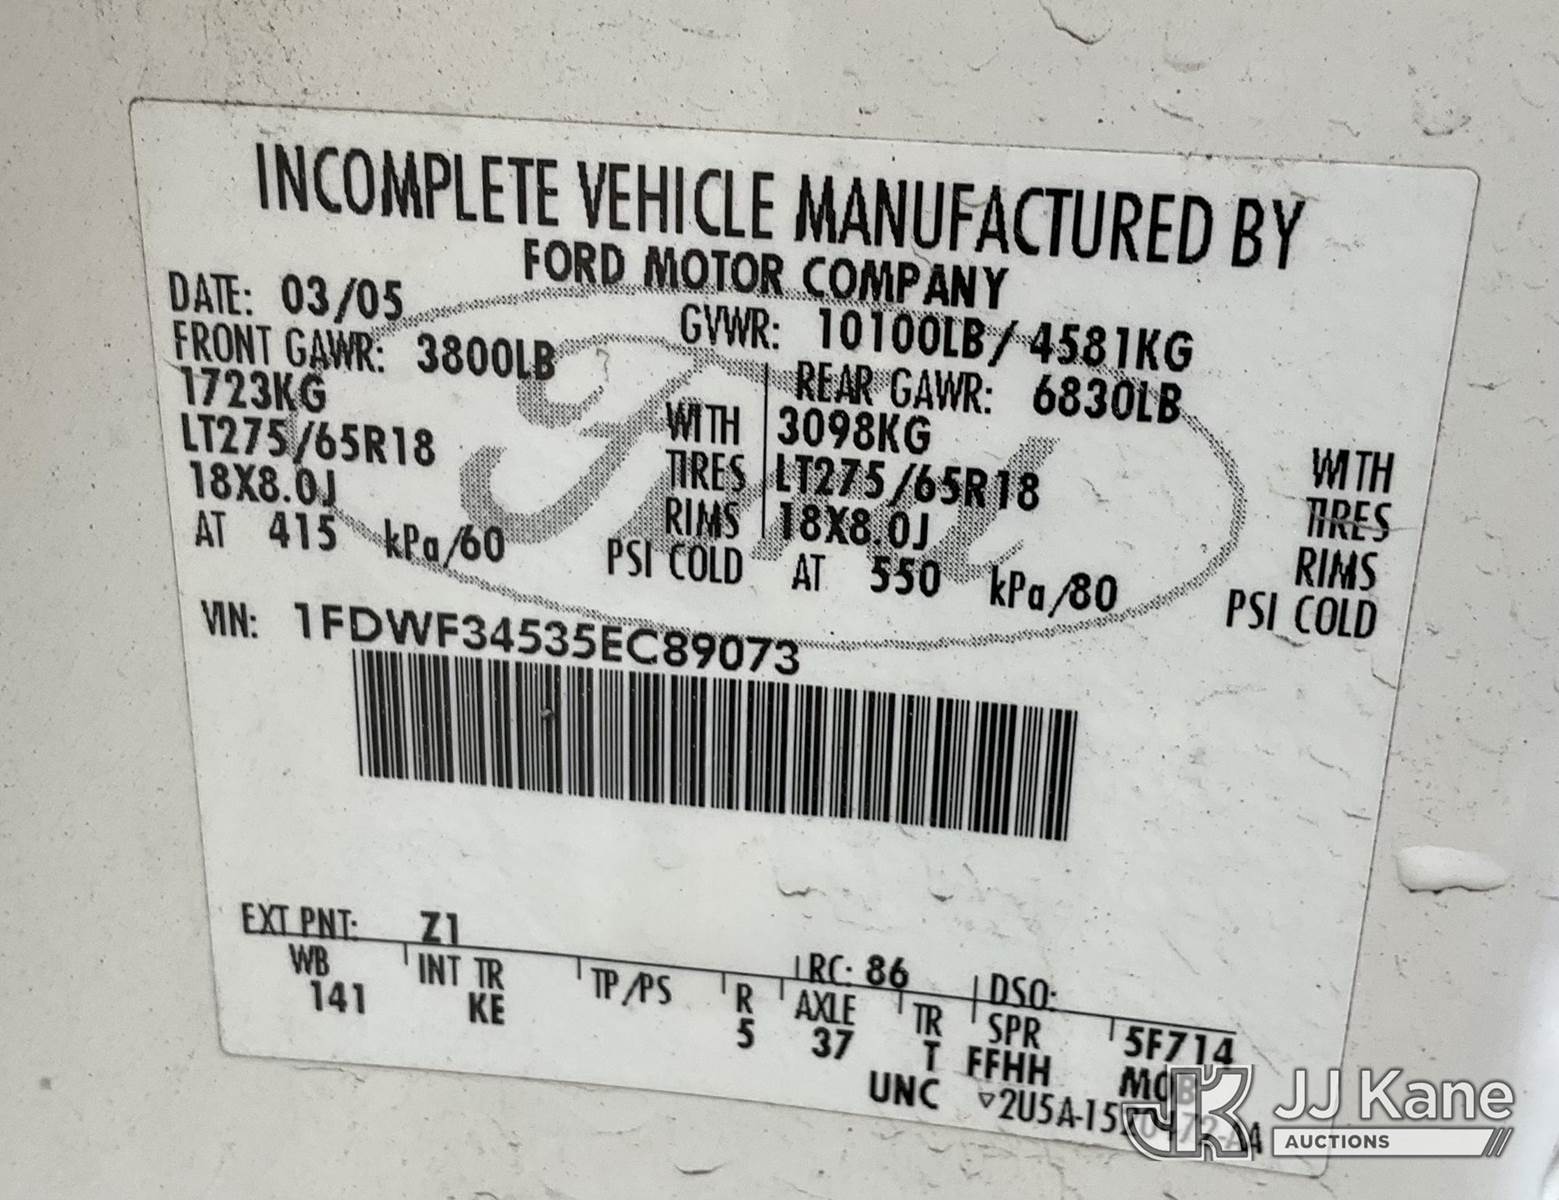 INCOMPLETE VEHICLE MANUFACTURED BY
FORD MOTOR COMPANY
DATE: 03/05 GVWR: 10100LB/4581KG
FRONT GAWR: 3800LB REAR GAWR: 6830LB
1723KG WITH 3098KG WITH
LT275/65R18 TIRES LT275/65R18 TIRES
18X8.0J RIMS 18X8.0J RIMS
AT 415 kPa/60 PSI COLD AT 550 kPa/80 PSI COLD
VIN: 1FDWF34535EC89073
EXT PNT: Z1 RC: 86 DSO:
WB INT TR TP/PS R AXLE TR SPR 5F714
141 KE 5 37 T FFHH
UNC ▽2U5A-
JJ Kane
AUCTIONS